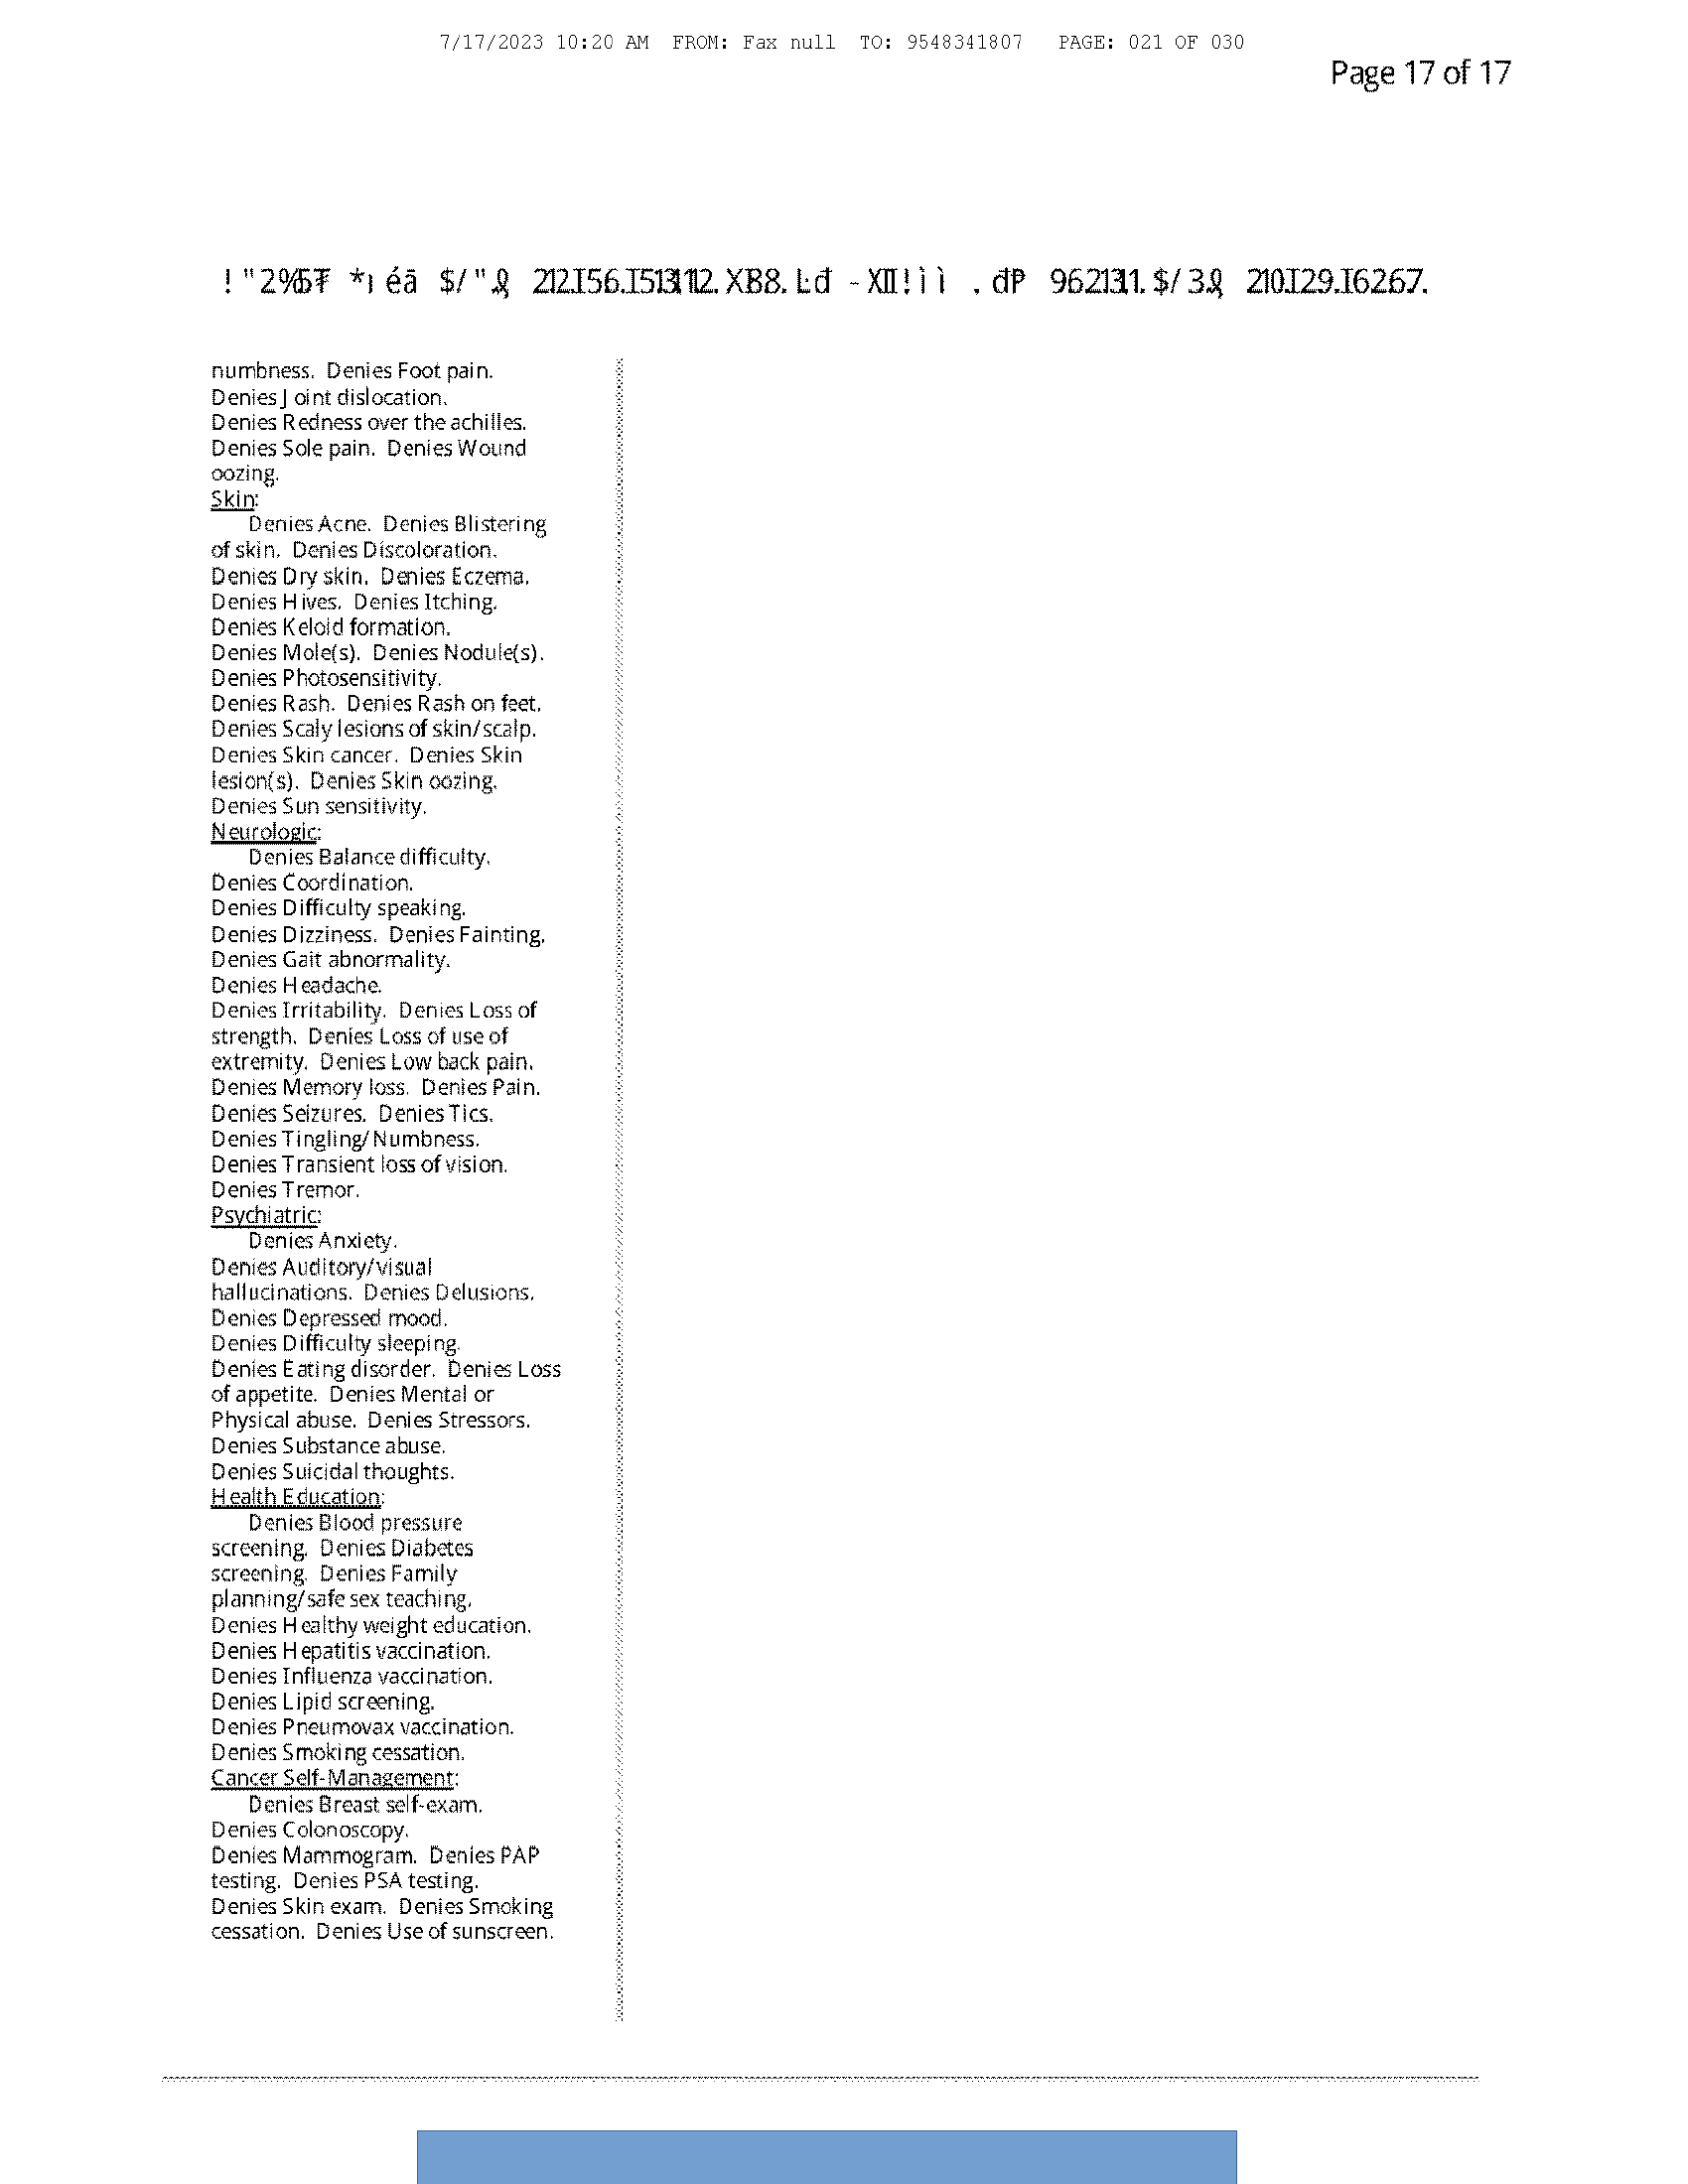 7/17/2023 10:20 AM FROM: Fax null TO: 9548341807 PAGE: 021 OF 030
Page 17 of 17
numbness. Denies Foot pain.
Denies Joint dislocation.
Denies Redness over the achilles.
Denies Sole pain. Denies Wound
oozing.
Skin:
Denies Acne. Denies Blistering
of skin. Denies Discoloration.
Denies Dry skin. Denies Eczema.
Denies Hives. Denies Itching.
Denies Keloid formation.
Denies Mole(s). Denies Nodule(s).
Denies Photosensitivity.
Denies Rash. Denies Rash on feet.
Denies Scaly lesions of skin/scalp.
Denies Skin cancer. Denies Skin
lesion(s). Denies Skin oozing.
Denies Sun sensitivity.
Neurologic:
Denies Balance difficulty.
Denies Coordination.
Denies Difficulty speaking.
Denies Dizziness. Denies Fainting.
Denies Gait abnormality.
Denies Headache.
Denies Irritability. Denies Loss of
strength. Denies Loss of use of
extremity. Denies Low back pain.
Denies Memory loss. Denies Pain.
Denies Seizures. Denies Tics.
Denies Tingling/Numbness.
Denies Transient loss of vision.
Denies Tremor.
Psychiatric:
Denies Anxiety.
Denies Auditory/visual
hallucinations. Denies Delusions.
Denies Depressed mood.
Denies Difficulty sleeping.
Denies Eating disorder. Denies Loss
of appetite. Denies Mental or
Physical abuse. Denies Stressors.
Denies Substance abuse.
Denies Suicidal thoughts.
Health Education:
Denies Blood pressure
screening. Denies Diabetes
screening. Denies Family
planning/safe sex teaching.
Denies Healthy weight education.
Denies Hepatitis vaccination.
Denies Influenza vaccination.
Denies Lipid screening.
Denies Pneumovax vaccination.
Denies Smoking cessation.
Cancer Self-Management:
Denies Breast self-exam.
Denies Colonoscopy.
Denies Mammogram. Denies PAP
testing. Denies PSA testing.
Denies Skin exam. Denies Smoking
cessation. Denies Use of sunscreen.